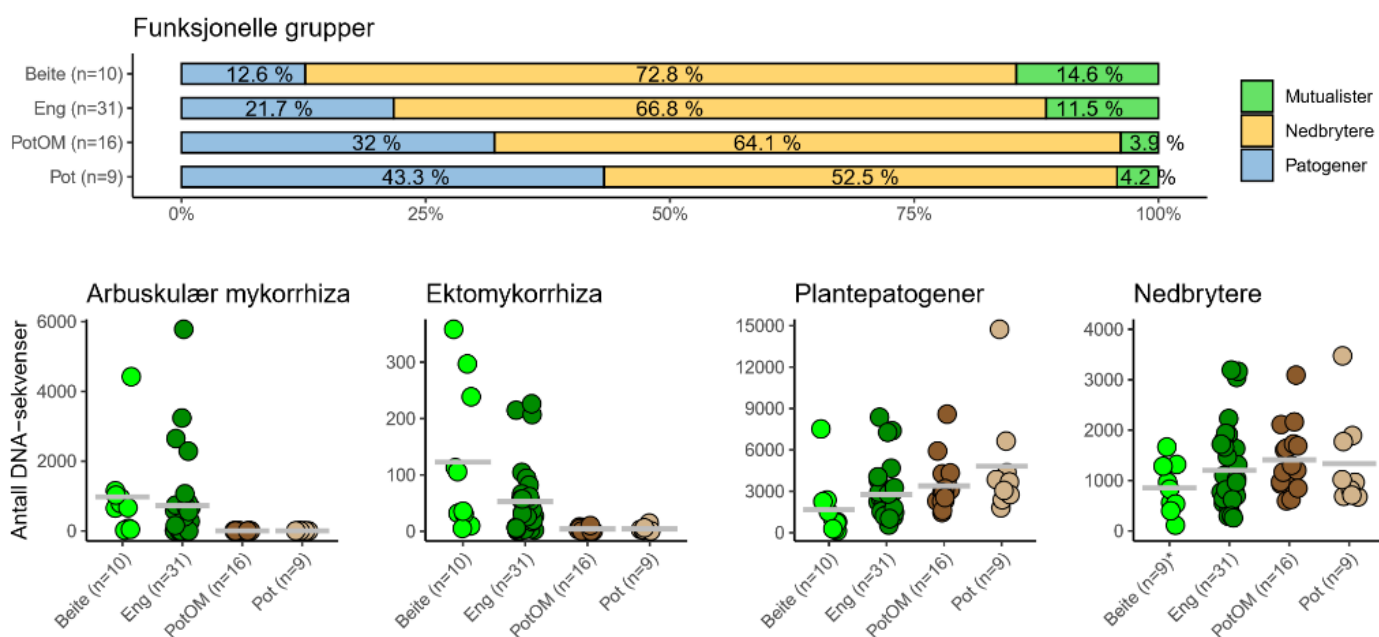 Funksjonelle grupper
Beite (n=10) 12.6 % 72.8 % 14.6 %
Eng (n=31) 21.7 % 66.8 % 11.5 %
PotOM (n=16) 32 % 64.1 % 3.9 %
Pot (n=9) 43.3 % 52.5 % 4.2 %
0% 25% 50% 75% 100%
Mutualister
Nedbrytere
Patogener
Antall DNA-sekvenser
Arbuskulær mykorrhiza
6000
4000
2000
0
Beite (n=10) Eng (n=31) PotOM (n=16) Pot (n=9)
Ektomykorrhiza
300
200
100
0
Beite (n=10) Eng (n=31) PotOM (n=16) Pot (n=9)
Plantepatogener
15000
12000
9000
6000
3000
0
Beite (n=10) Eng (n=31) PotOM (n=16) Pot (n=9)
Nedbrytere
4000
3000
2000
1000
0
Beite (n=9)* Eng (n=31) PotOM (n=16) Pot (n=9)